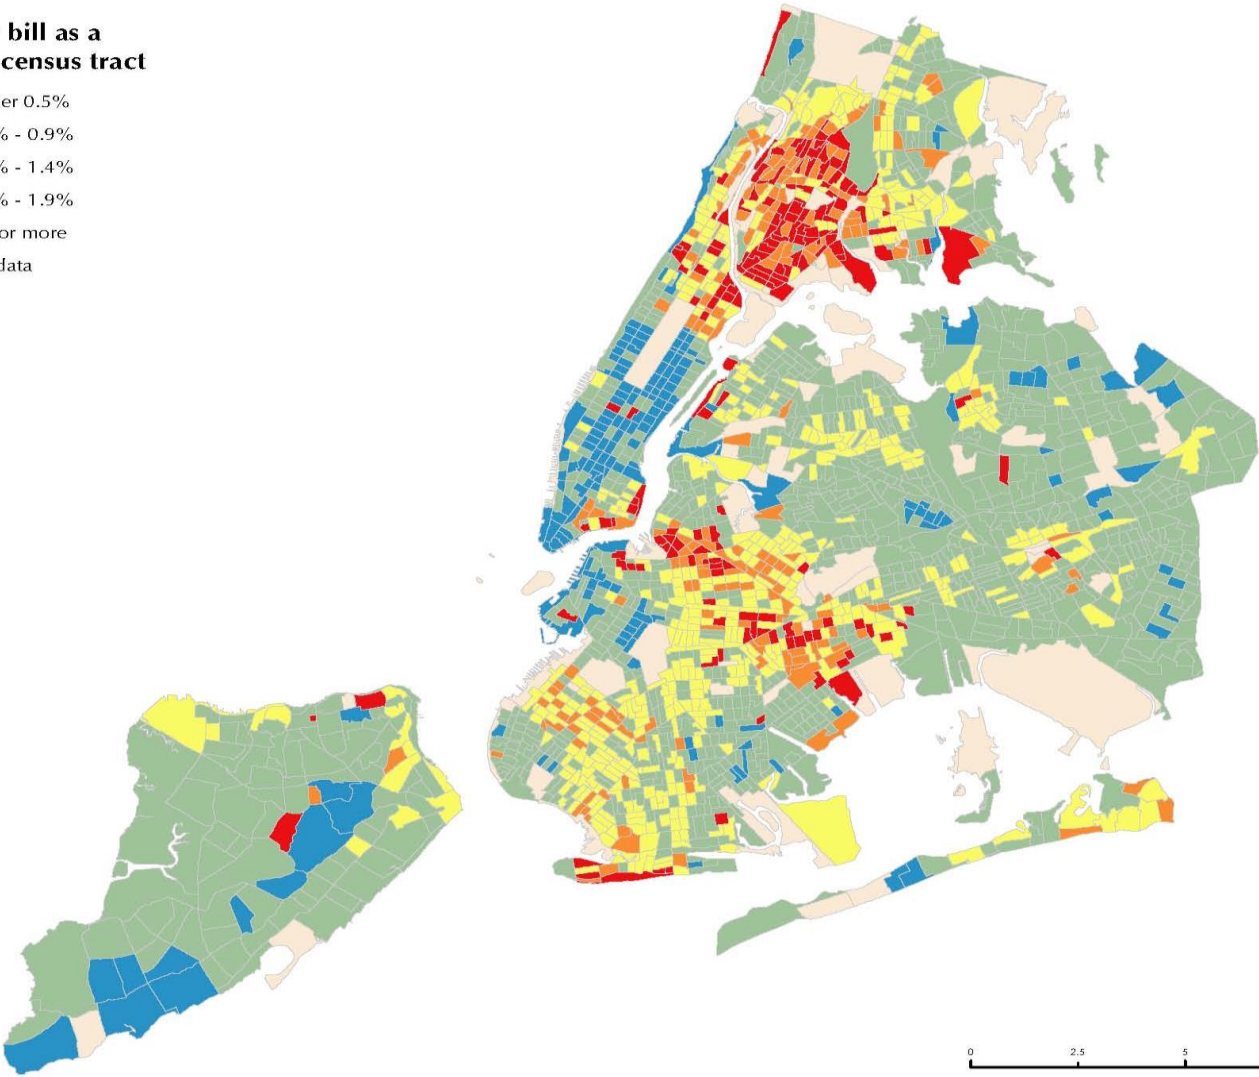 bill as a
census tract
er 0.5%
% - 0.9%
% - 1.4%
% - 1.9%
or more
data
0 2.5 5